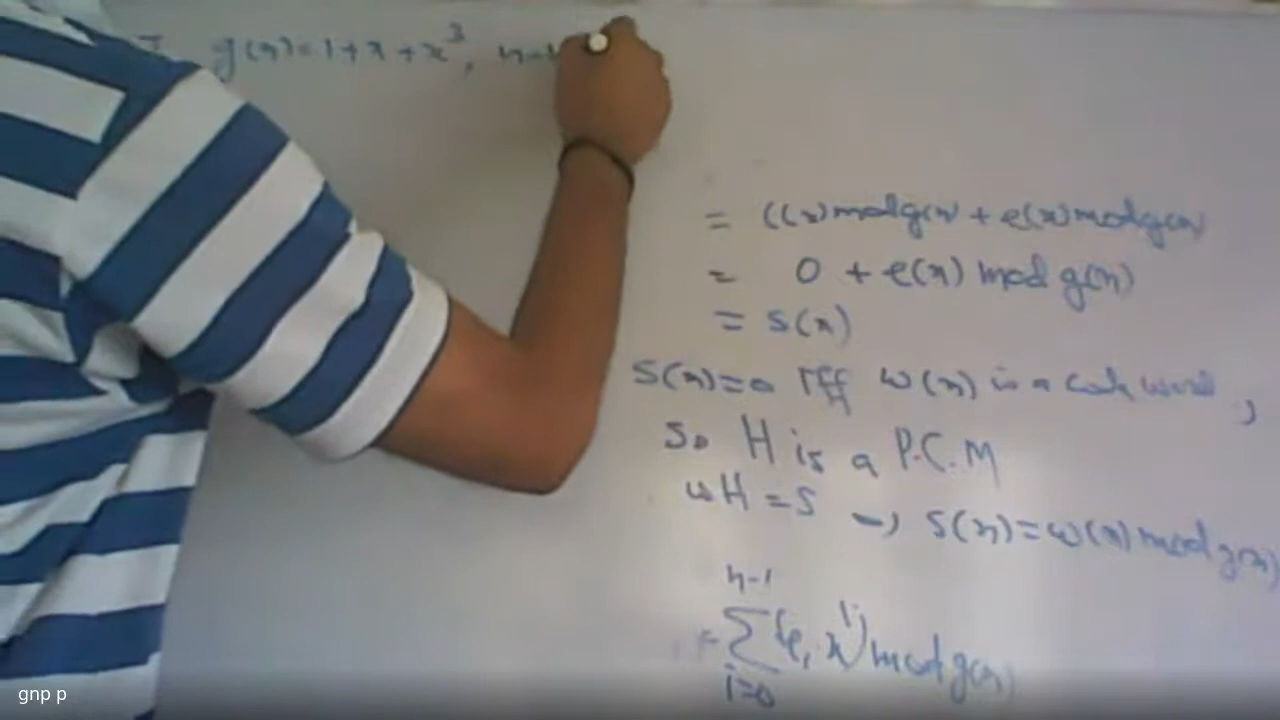 g(x)=1+x+x³, n-k
= ((x)mod g(x) + e(x) mod g(x)
= 0 + e(x) mod g(x)
= S(x)
S(x)=0 iff w(x) is a code word,
So H is a P.C.M
wH = S → S(x)=w(x) mod g(x)
n-1
= Σ (e, xⁱ) mod g(x)
i=0
gnp p